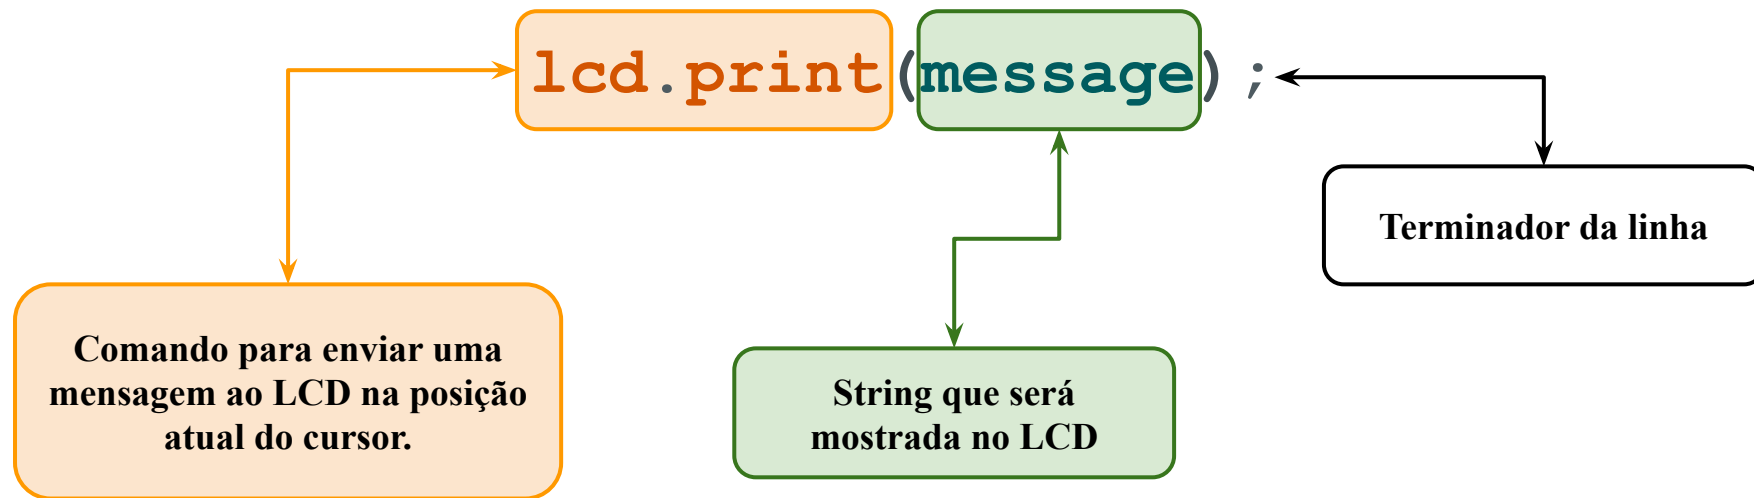 lcd.print(message);
Terminador da linha
Comando para enviar uma
mensagem ao LCD na posição
atual do cursor.
String que será
mostrada no LCD